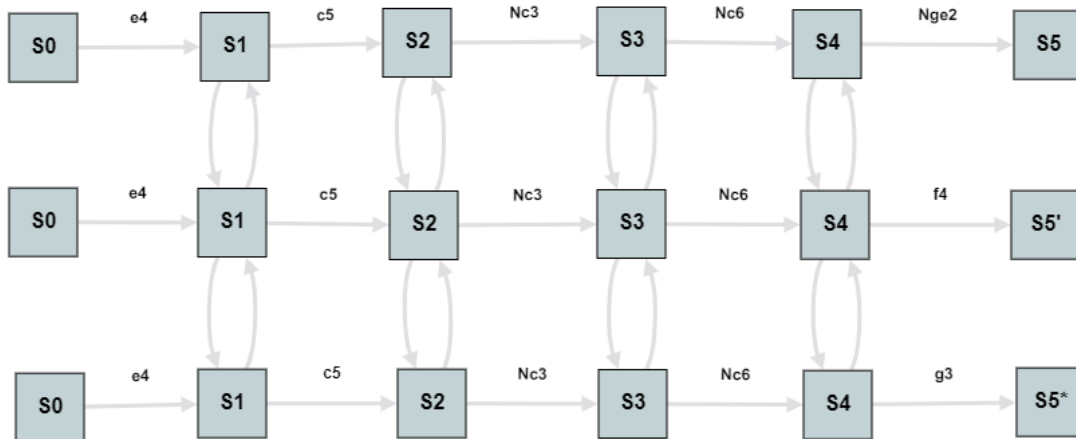 e4 c5 Nc3 Nc6 Nge2
S0 S1 S2 S3 S4 S5
e4 c5 Nc3 Nc6 f4
S0 S1 S2 S3 S4 S5'
e4 c5 Nc3 Nc6 g3
S0 S1 S2 S3 S4 S5*